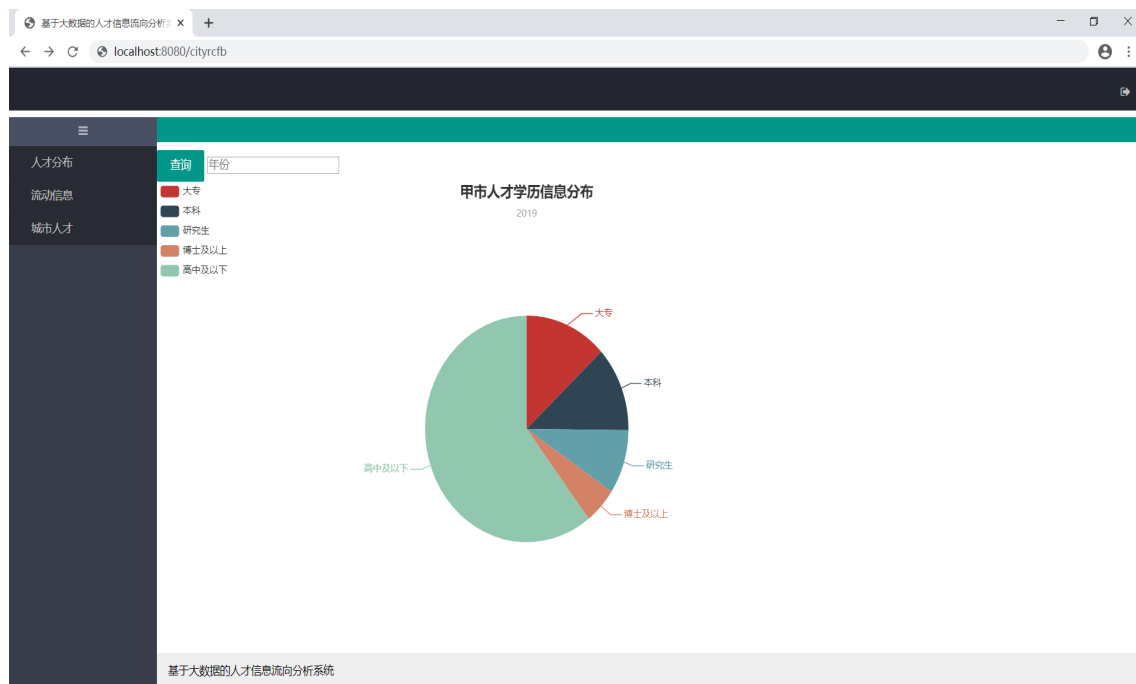 基于大数据的人才信息流向分析
localhost:8080/cityrcfb
人才分布
流动信息
城市人才
查询 年份
大专
本科
研究生
博士及以上
高中及以下
甲市人才学历信息分布
2019
大专
本科
研究生
博士及以上
高中及以下
基于大数据的人才信息流向分析系统